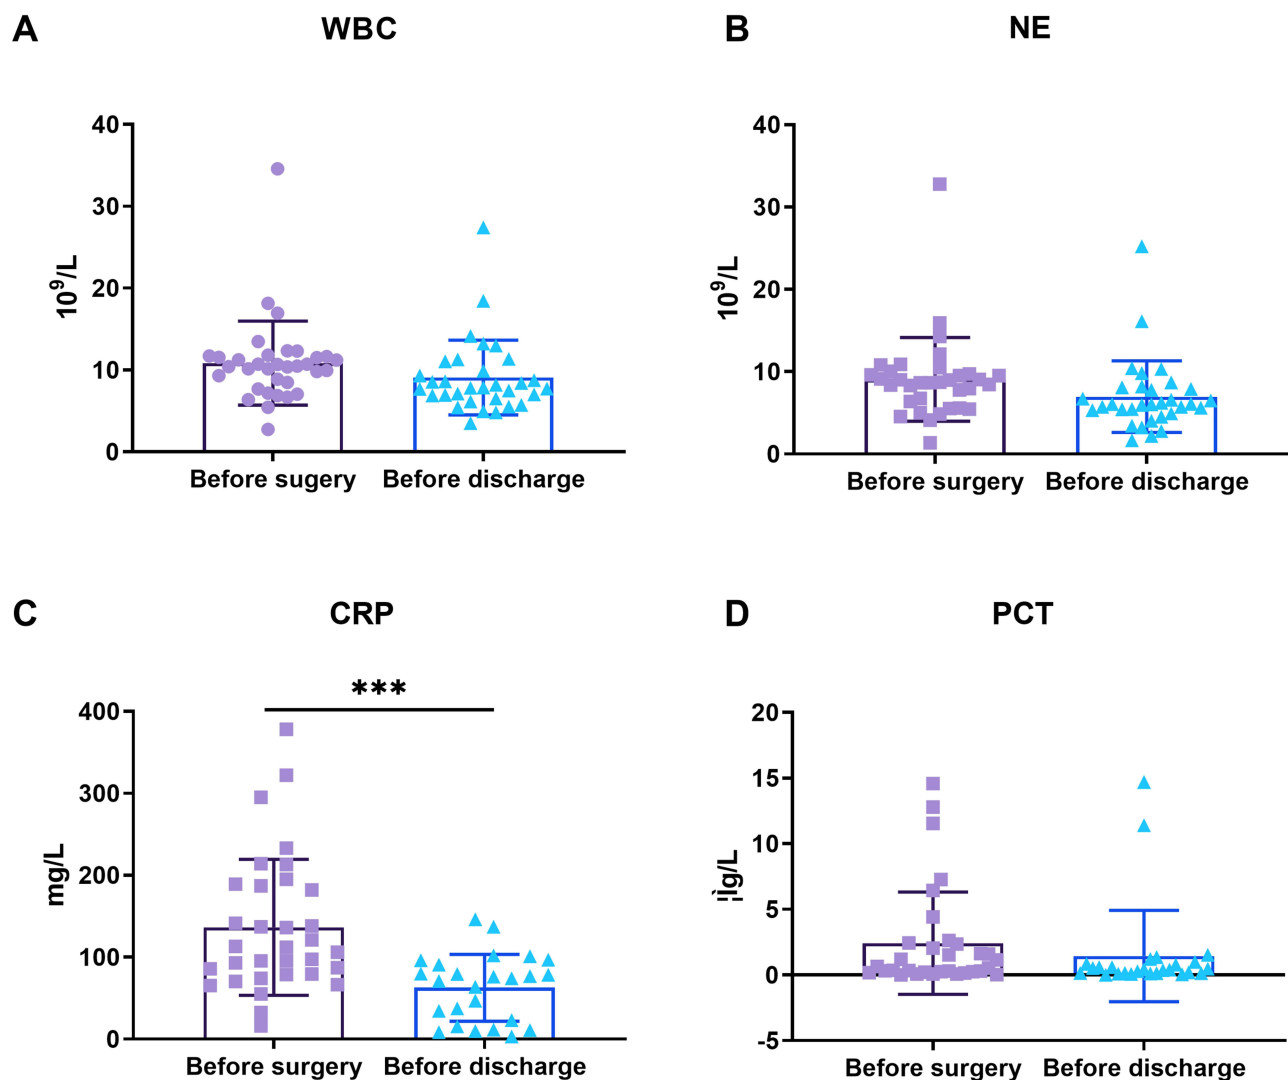 A
WBC
40
30
20
10
0
10⁹/L
Before sugery
Before discharge
B
NE
40
30
20
10
0
10⁹/L
Before surgery
Before discharge
C
CRP
***
400
300
200
100
0
mg/L
Before surgery
Before discharge
D
PCT
20
15
10
5
0
-5
¦Ìg/L
Before surgery
Before discharge